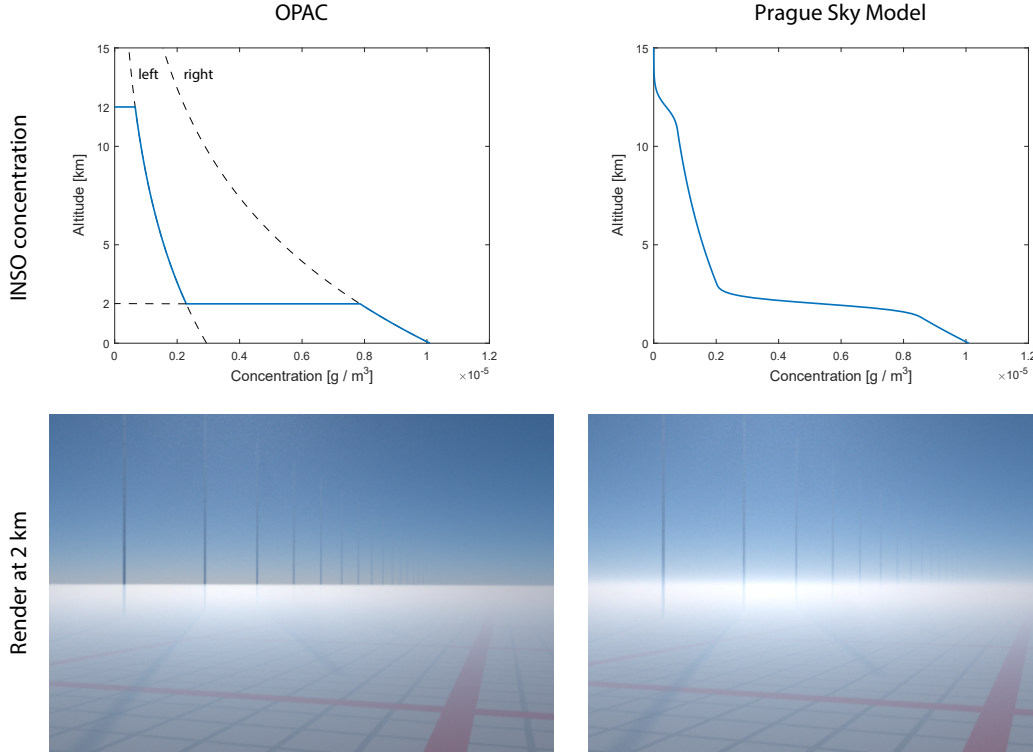 OPAC
Prague Sky Model
INSO concentration
Altitude [km]
15
12
10
5
2
0
left
right
0 0.2 0.4 0.6 0.8 1 1.2
Concentration [g / m³]
×10⁻⁵
Altitude [km]
15
10
5
0
0 0.2 0.4 0.6 0.8 1 1.2
Concentration [g / m³]
×10⁻⁵
Render at 2 km